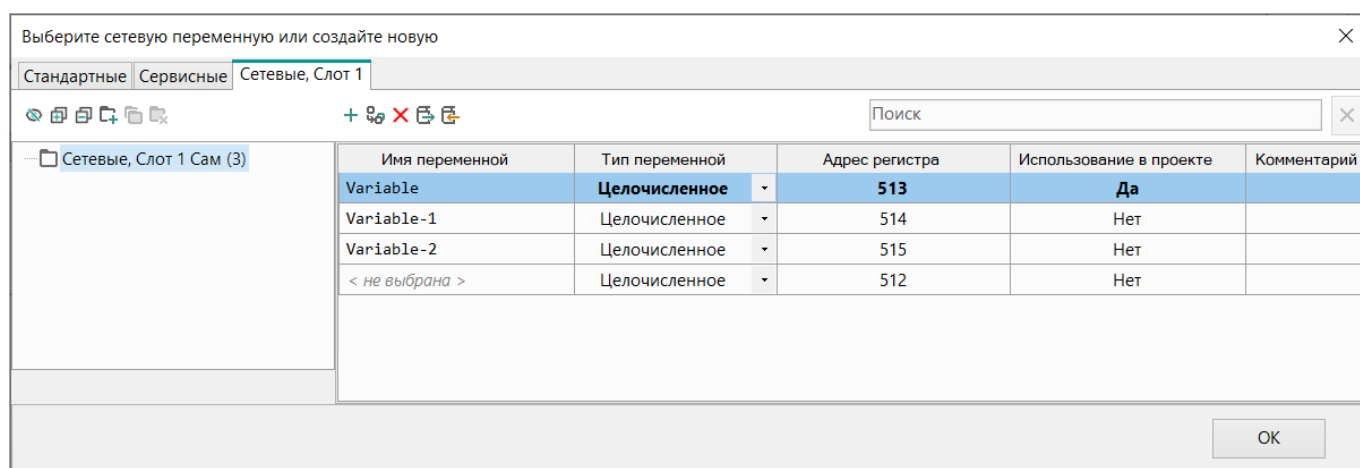 Выберите сетевую переменную или создайте новую
Стандартные Сервисные Сетевые, Слот 1
Поиск
Сетевые, Слот 1 Сам (3)
Имя переменной Тип переменной Адрес регистра Использование в проекте Комментарий
Variable Целочисленное 513 Да
Variable-1 Целочисленное 514 Нет
Variable-2 Целочисленное 515 Нет
< не выбрана > Целочисленное 512 Нет
OK